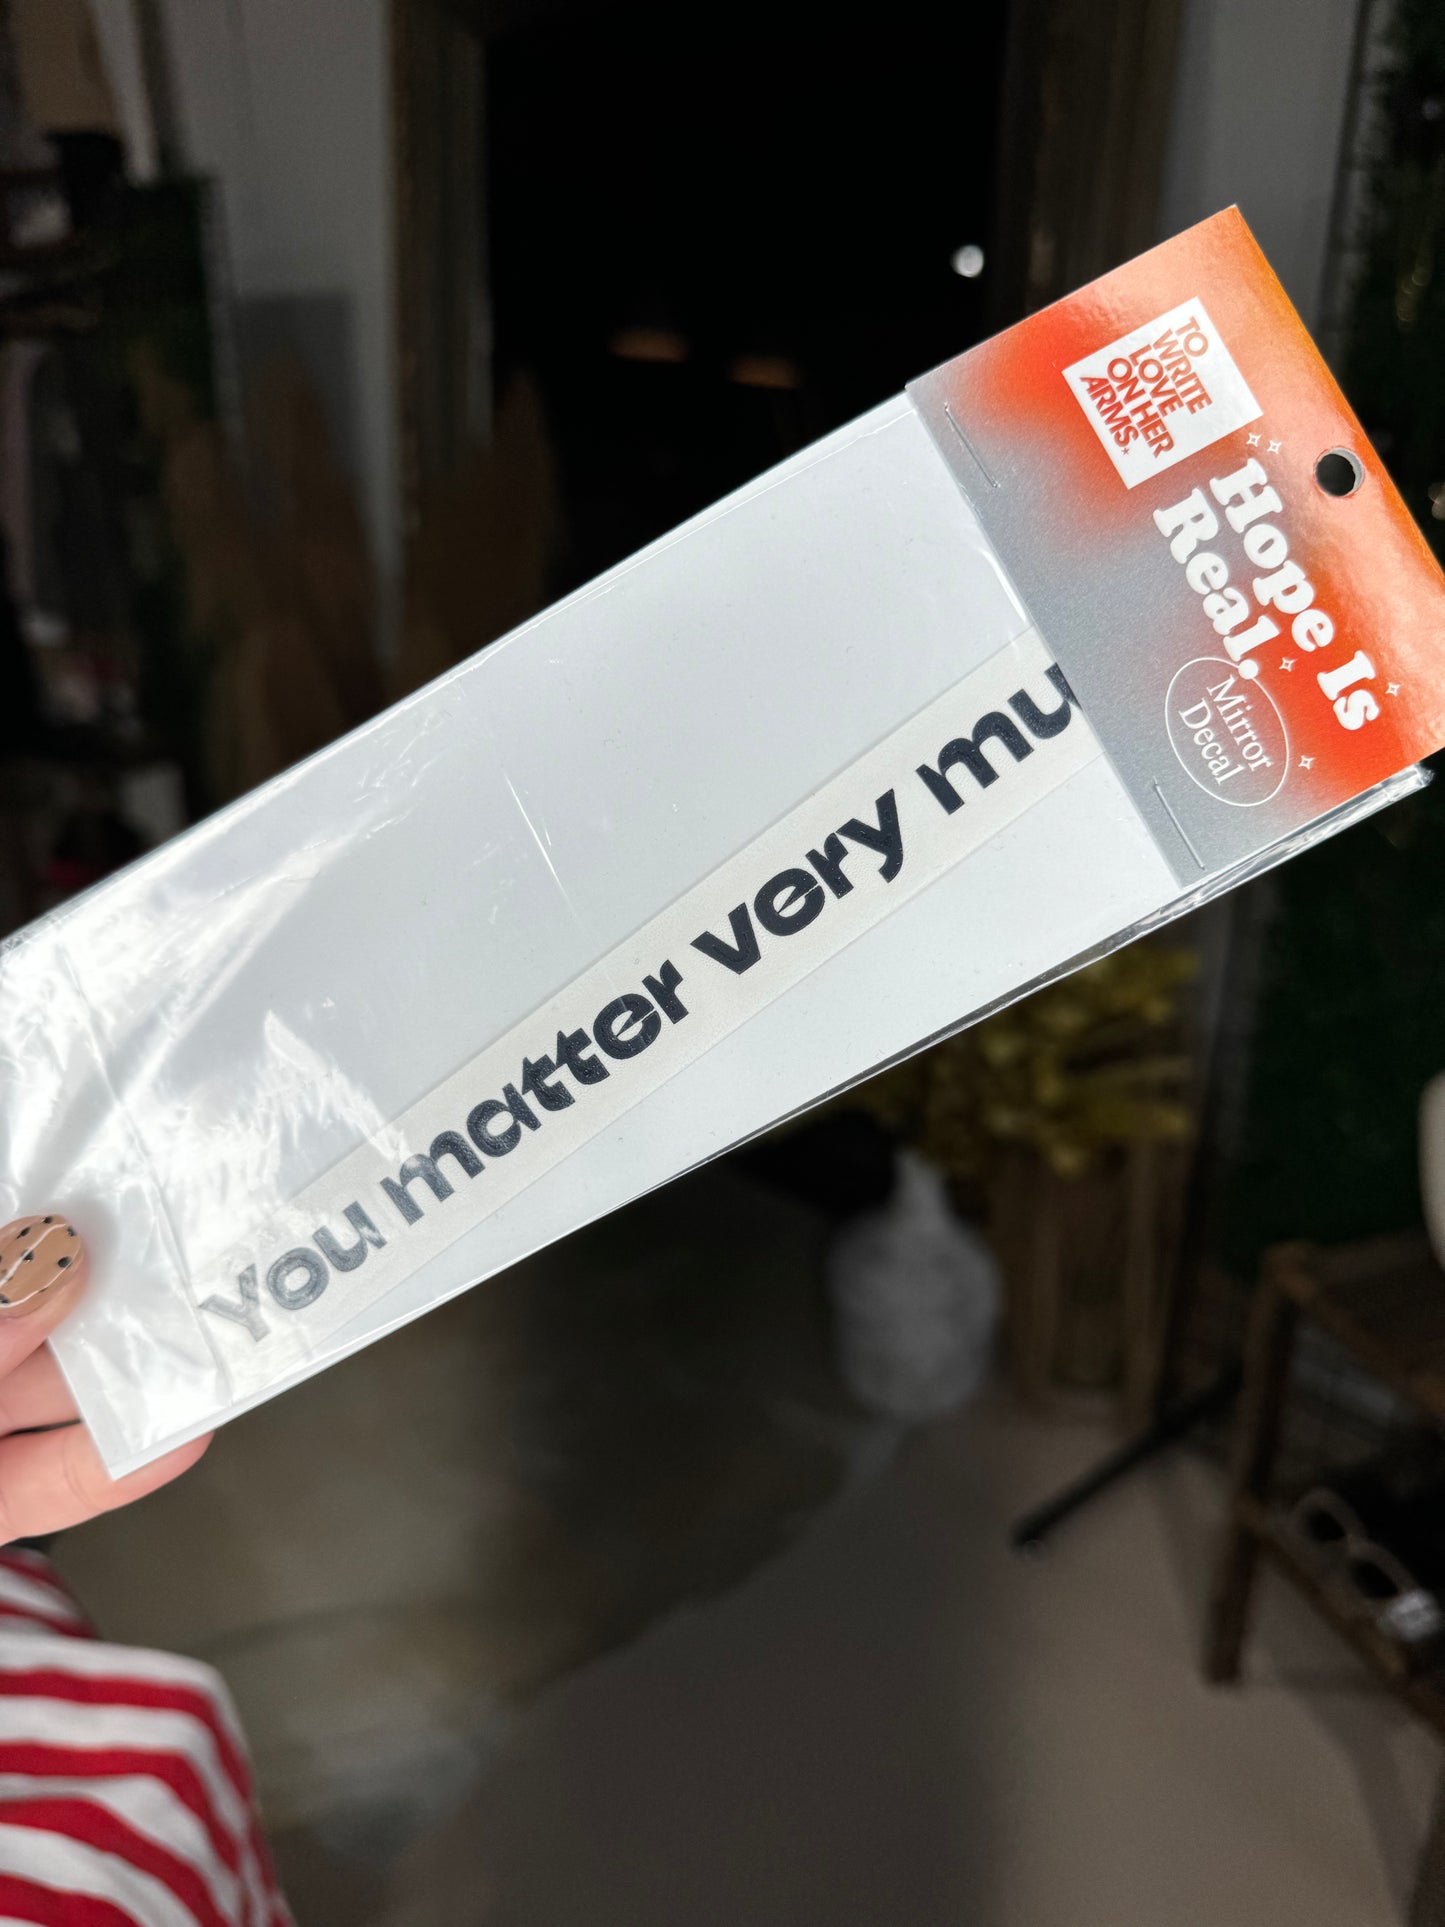 TO
WRITE
LOVE
ON HER
ARMS.
Hope Is
Real.
Mirror
Decal
You matter very mu